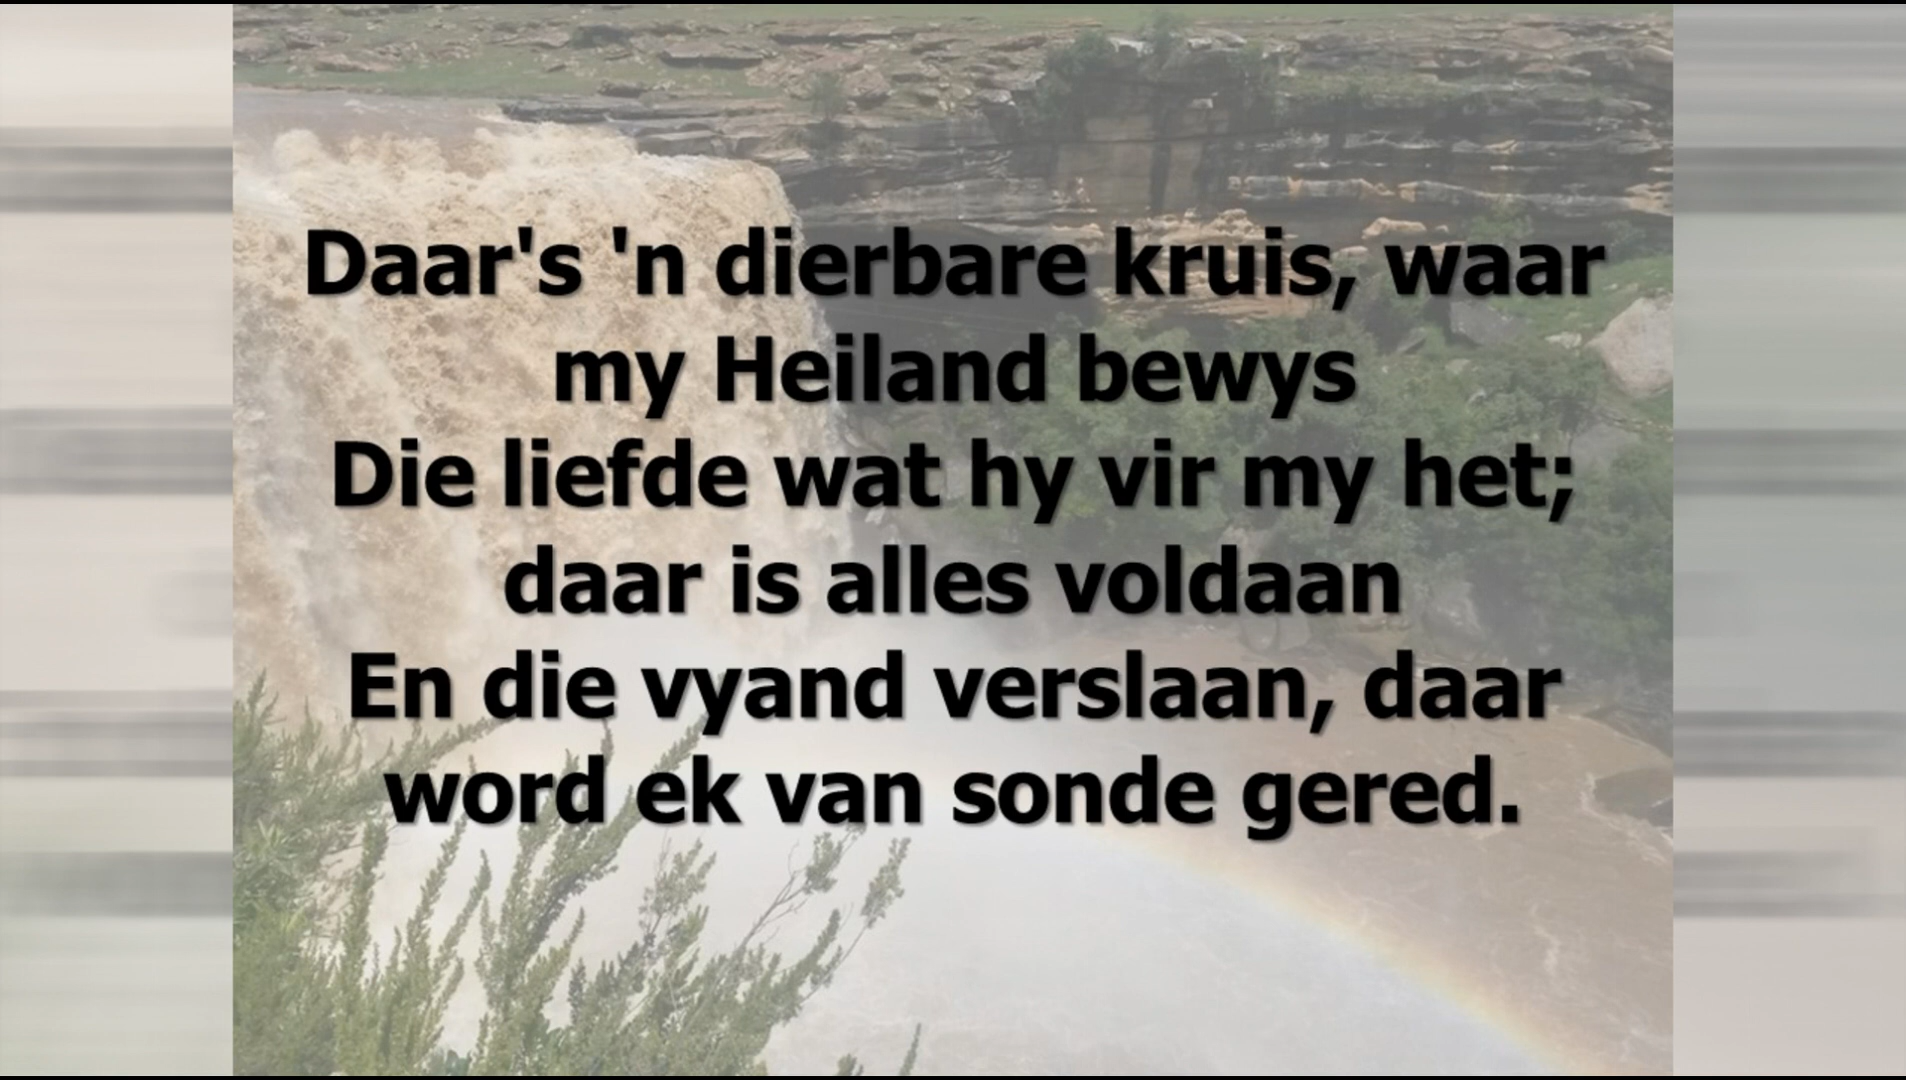 Daar's 'n dierbare kruis, waar
my Heiland bewys
Die liefde wat hy vir my het;
daar is alles voldaan
En die vyand verslaan, daar
word ek van sonde gered.